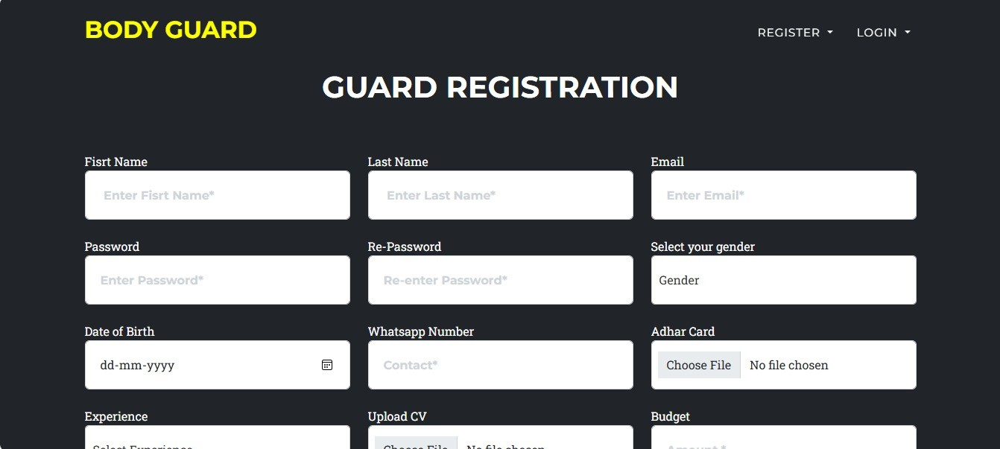 BODY GUARD
REGISTER LOGIN
GUARD REGISTRATION
Fisrt Name Last Name Email
Enter Fisrt Name* Enter Last Name* Enter Email*
Password Re-Password Select your gender
Enter Password* Re-enter Password* Gender
Date of Birth Whatsapp Number Adhar Card
dd-mm-yyyy Contact* Choose File No file chosen
Experience Upload CV Budget
Select Experience Choose File No file chosen Amount *